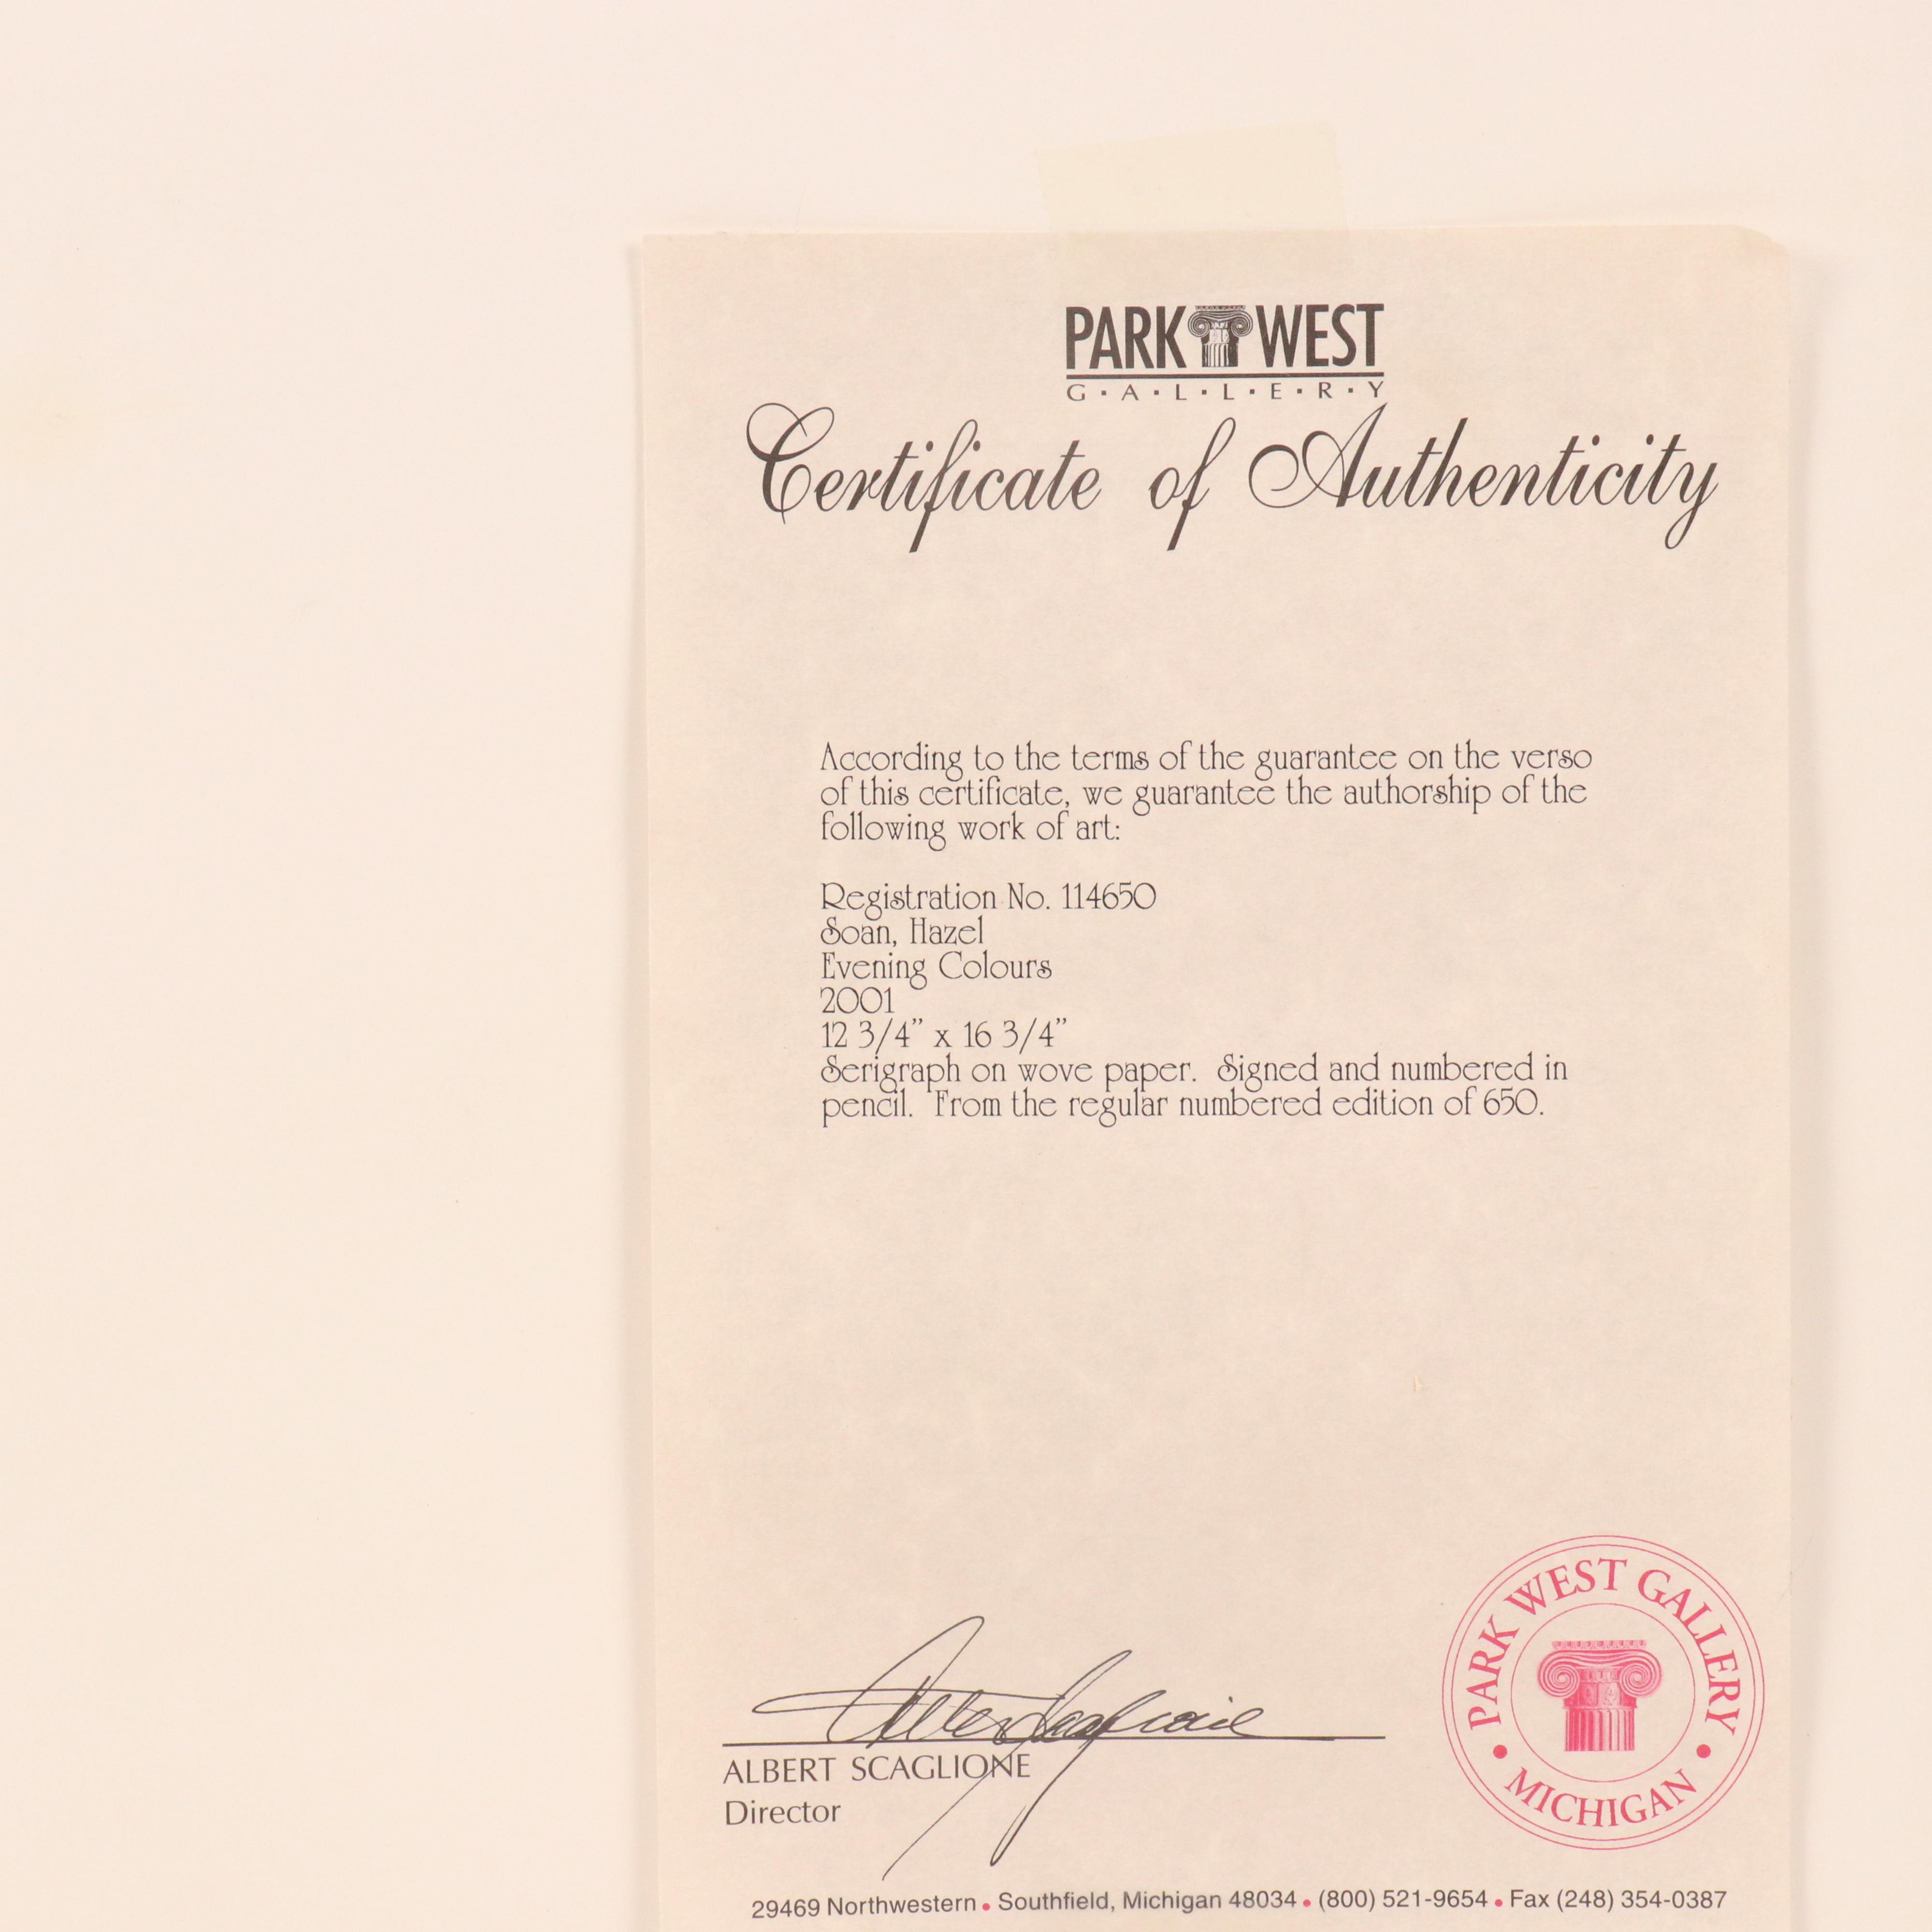 PARK WEST
G·A·L·L·E·R·Y
Certificate of Authenticity
According to the terms of the guarantee on the verso
of this certificate, we guarantee the authorship of the
following work of art:
Registration No. 114650
Soan, Hazel
Evening Colours
2001
12 3/4” x 16 3/4”
Serigraph on wove paper.  Signed and numbered in
pencil.  From the regular numbered edition of 650.
ALBERT SCAGLIONE
Director
PARK WEST GALLERY
• MICHIGAN •
29469 Northwestern • Southfield, Michigan 48034 • (800) 521-9654 • Fax (248) 354-0387